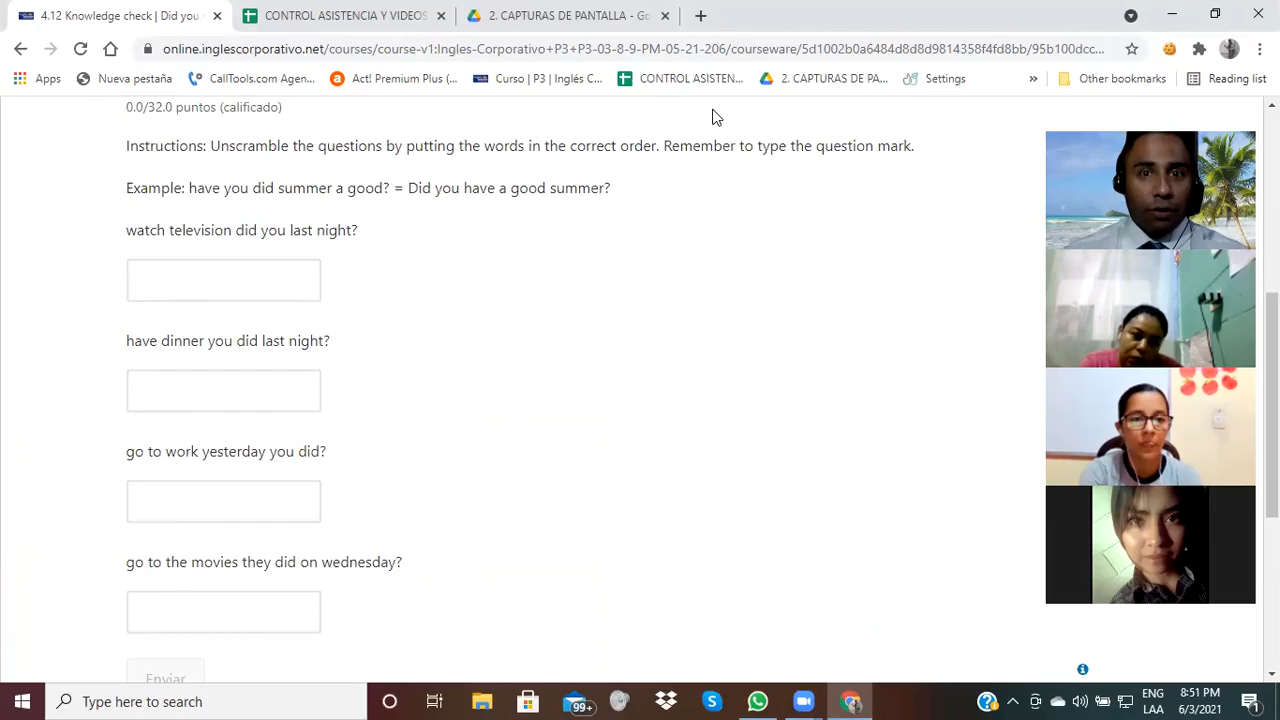 4.12 Knowledge check | Did you
CONTROL ASISTENCIA Y VIDEOS
2. CAPTURAS DE PANTALLA - Go
online.inglescorporativo.net/courses/course-v1:Ingles-Corporativo+P3+P3-03-8-9-PM-05-21-206/courseware/5d1002b0a6484d8d8d9814358f4fd8bb/95b100dcc...
Apps
Nueva pestaña
CallTools.com Agen...
Act! Premium Plus (...
Curso | P3 | Inglés C...
CONTROL ASISTEN...
2. CAPTURAS DE PA...
Settings
»
Other bookmarks
Reading list
0.0/32.0 puntos (calificado)
Instructions: Unscramble the questions by putting the words in the correct order. Remember to type the question mark.
Example: have you did summer a good? = Did you have a good summer?
watch television did you last night?
have dinner you did last night?
go to work yesterday you did?
go to the movies they did on wednesday?
Enviar
Type here to search
99+
ENG
LAA
8:51 PM
6/3/2021
1